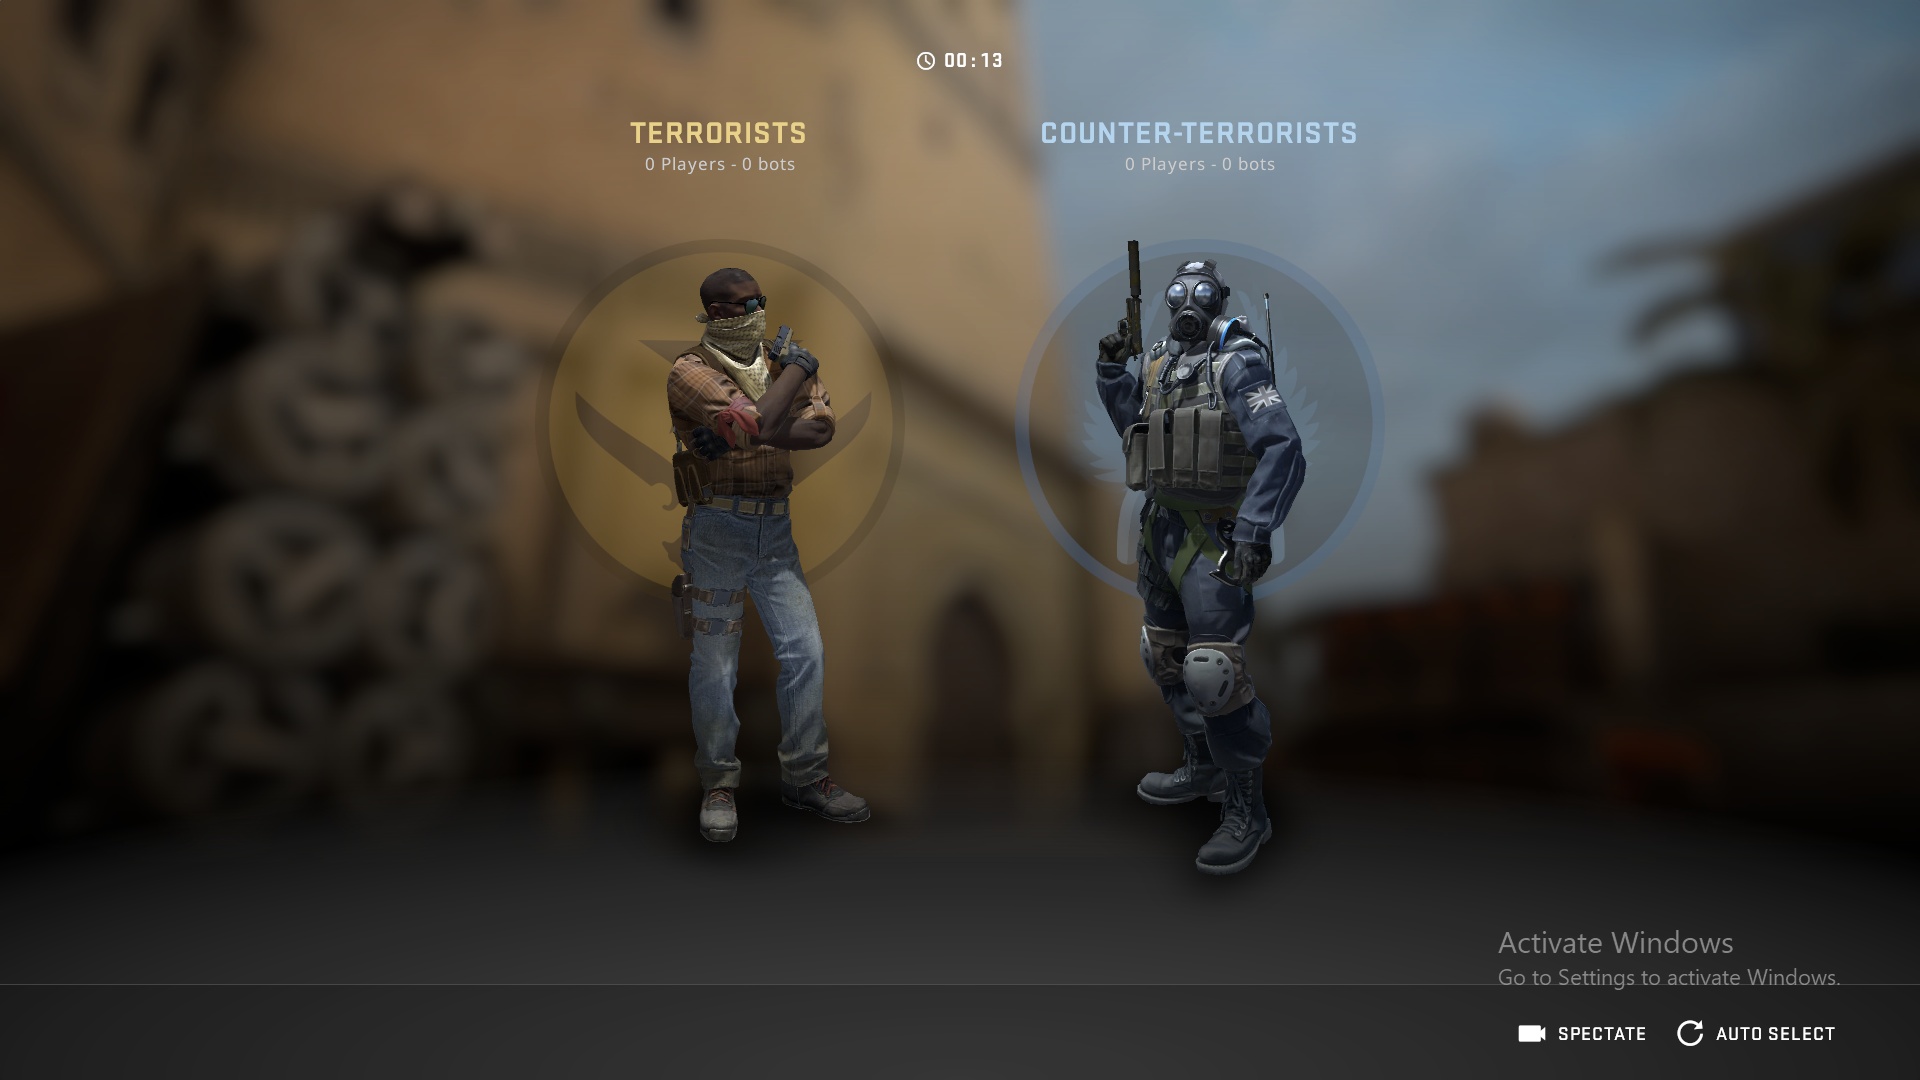 00:13
TERRORISTS
0 Players - 0 bots
COUNTER-TERRORISTS
0 Players - 0 bots
Activate Windows
Go to Settings to activate Windows.
SPECTATE
AUTO SELECT